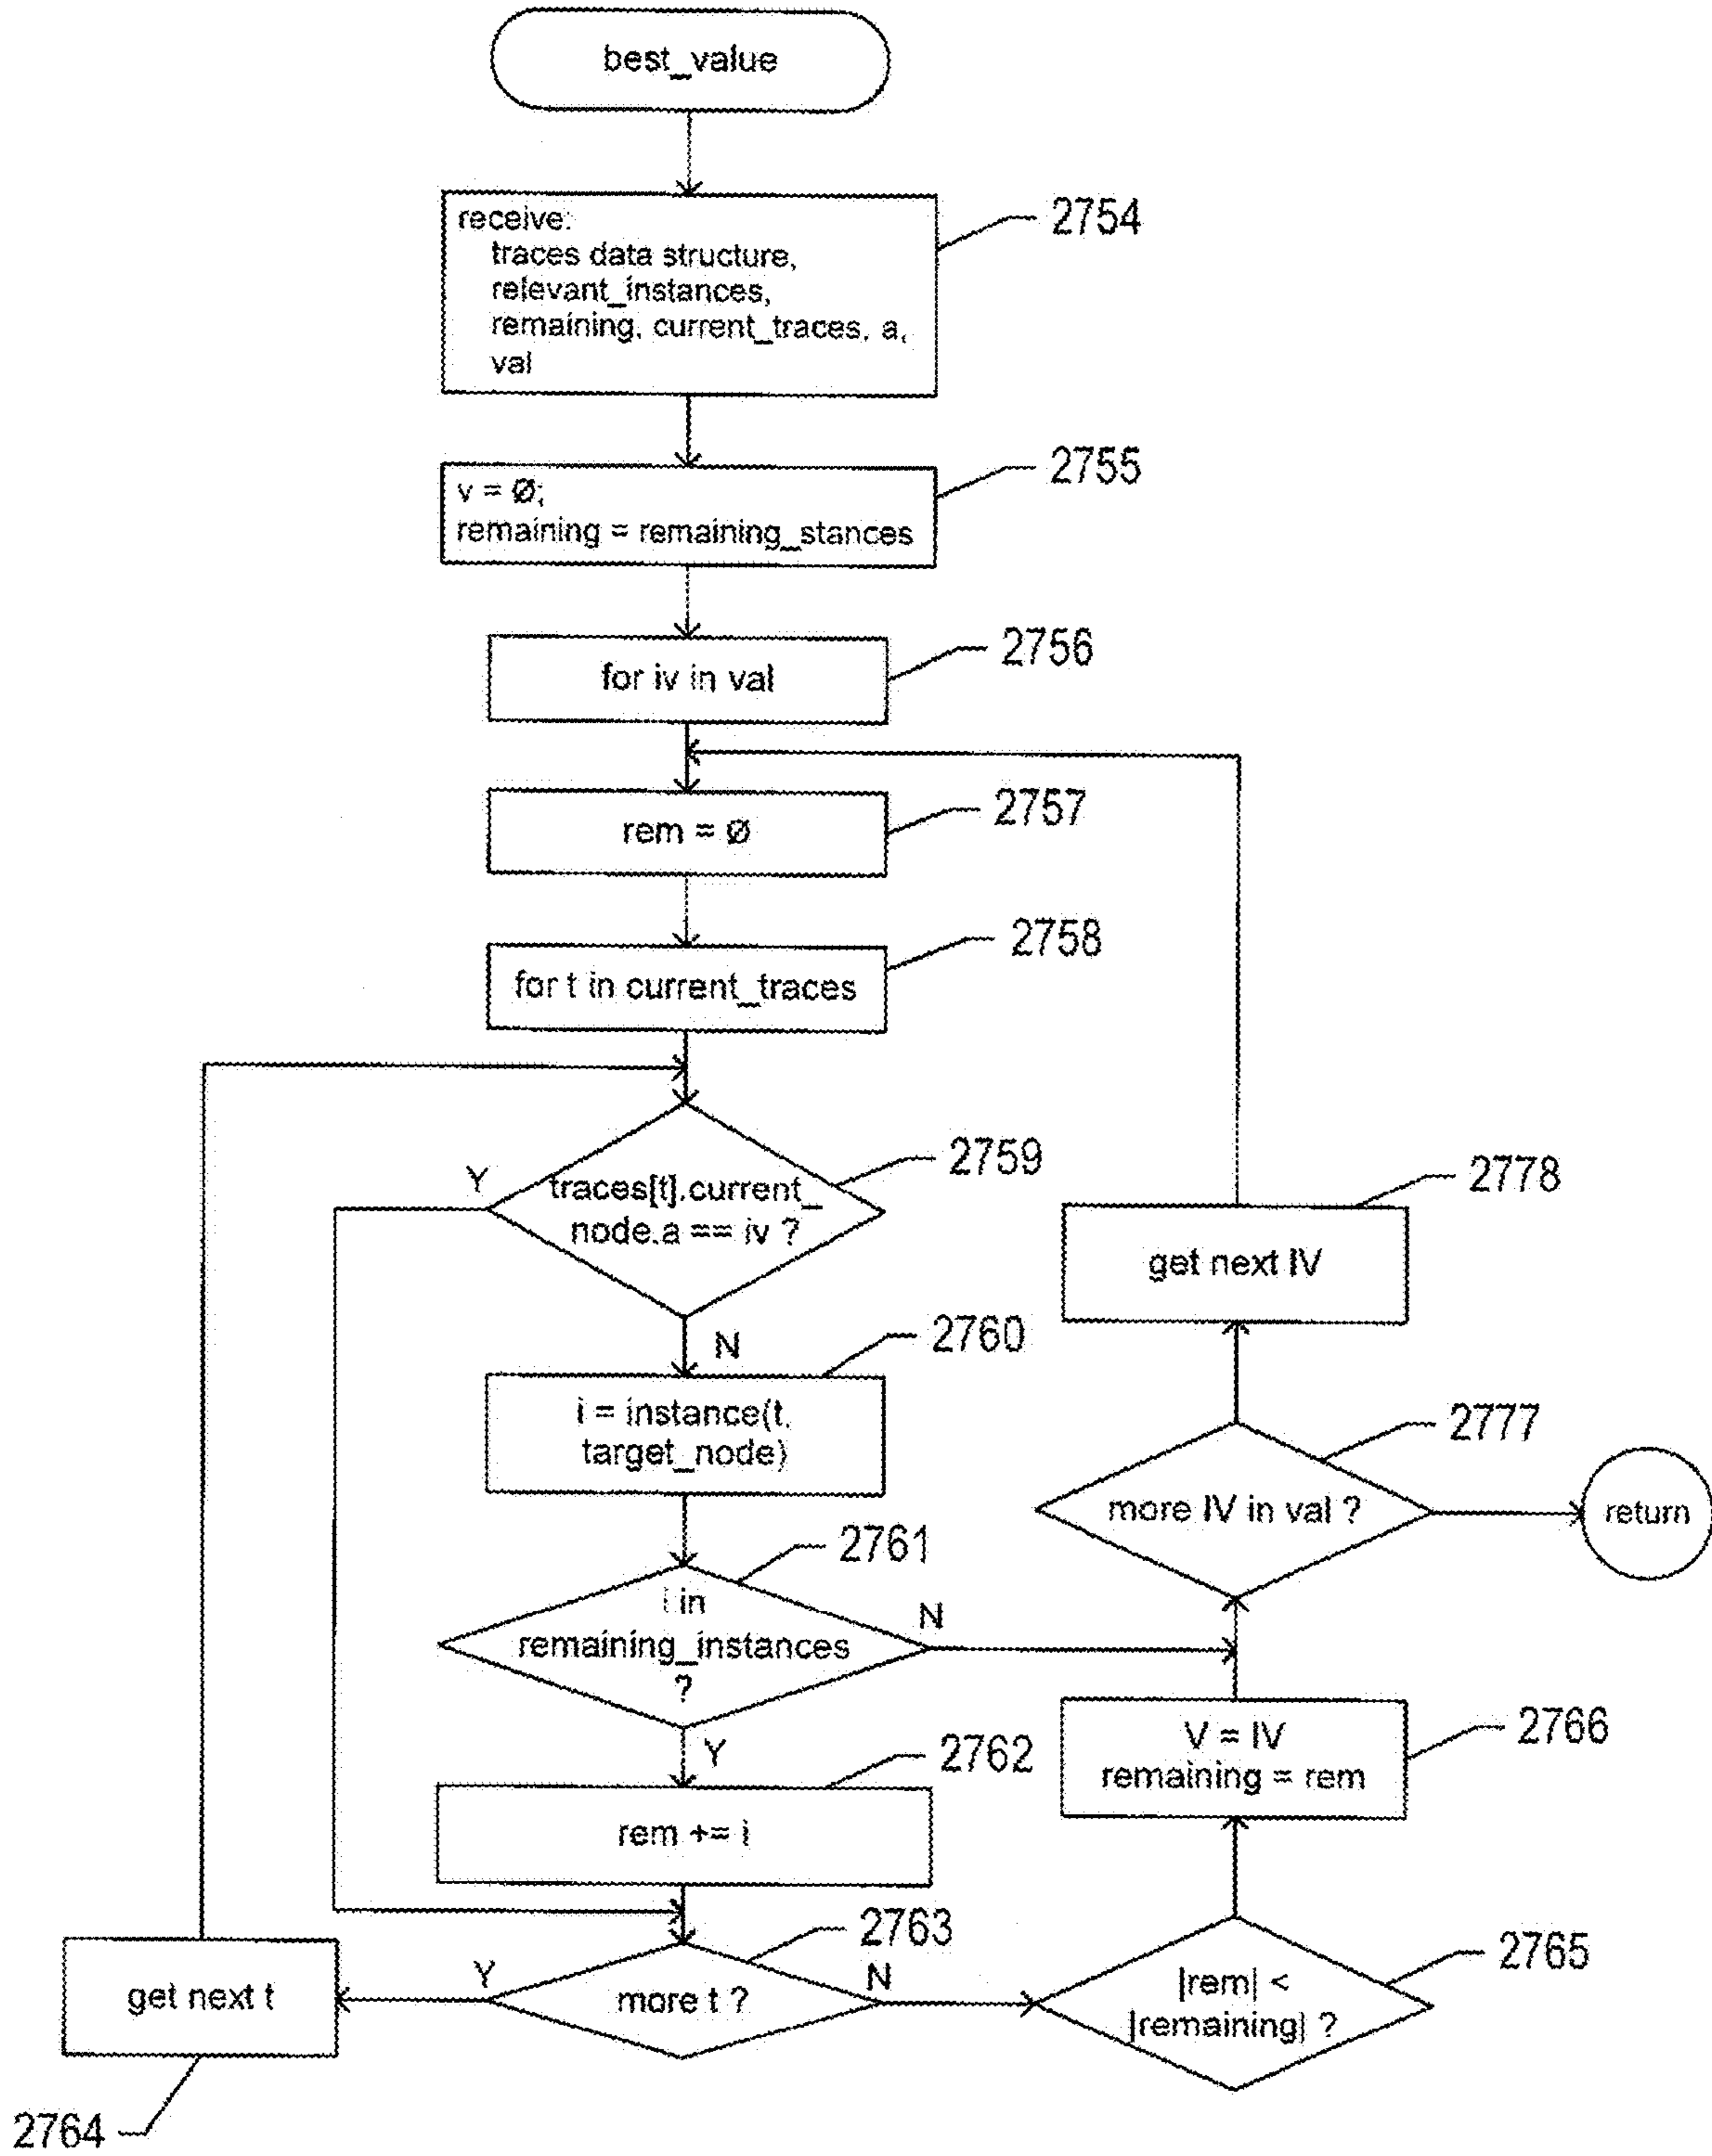 best_value
receive:
traces data structure,
relevant_instances,
remaining, current_traces, a,
val
2754
v = Ø;
remaining = remaining_stances
2755
for iv in val
2756
rem = Ø
2757
for t in current_traces
2758
traces[t].current_
node.a == iv ?
2759
Y
N
i = instance(t,
target_node)
2760
i in
remaining_instances
?
2761
N
Y
rem += i
2762
more t ?
2763
Y
N
get next t
2764
|rem| <
|remaining| ?
2765
V = IV
remaining = rem
2766
more IV in val ?
2777
return
get next IV
2778